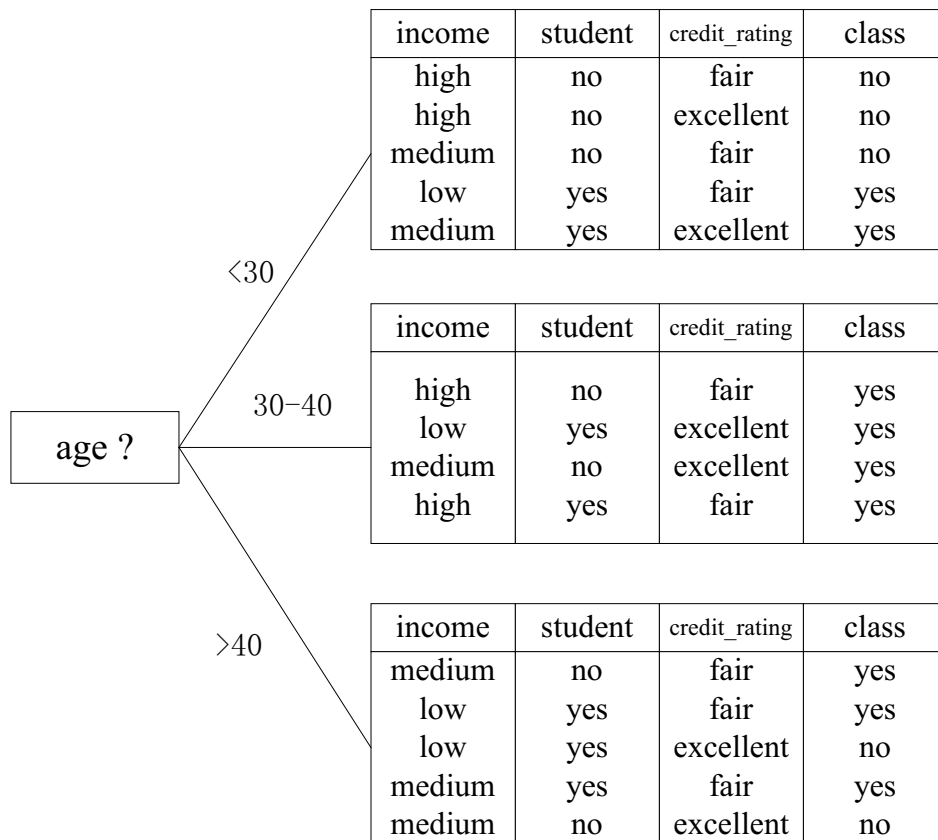 income student credit_rating class
high no fair no
high no excellent no
medium no fair no
low yes fair yes
medium yes excellent yes
<30
income student credit_rating class
high no fair yes
low yes excellent yes
medium no excellent yes
high yes fair yes
30-40
age ?
>40
income student credit_rating class
medium no fair yes
low yes fair yes
low yes excellent no
medium yes fair yes
medium no excellent no